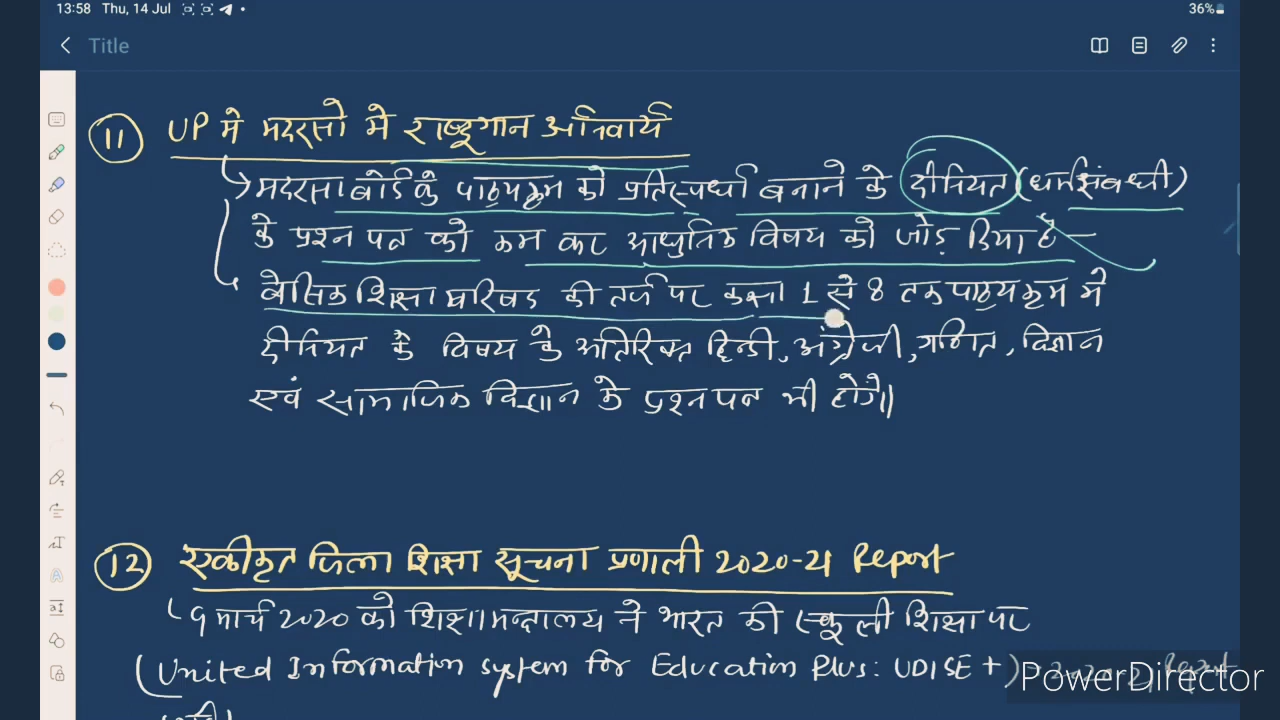 13:58 Thu, 14 Jul
36%
Title
11 UP में मदरसो में राष्ट्रगान अनिवार्य
मदरसा बोर्ड के पाठ्यक्रम को प्रतिस्पर्धा बनाने के दीनियत (धर्मसंबधी)
के प्रश्न पत्र को कम कर आधुनिक विषय को जोड़ दिया है
बेसिक शिक्षा परिषद की तर्ज पर कक्षा 1 से 8 तक पाठ्यक्रम में
दीनियत के विषय के अतिरिक्त हिन्दी, अंग्रेजी, गणित, विज्ञान
एवं सामाजिक विज्ञान के प्रश्न पत्र भी होगें॥
12 एकीकृत जिला शिक्षा सूचना प्रणाली 2020-21 Report
9 मार्च 2020 को शिक्षा मन्त्रालय ने भारत की स्कूली शिक्षा पर
(United Information system for Education Plus: UDISE+) Report
PowerDirector